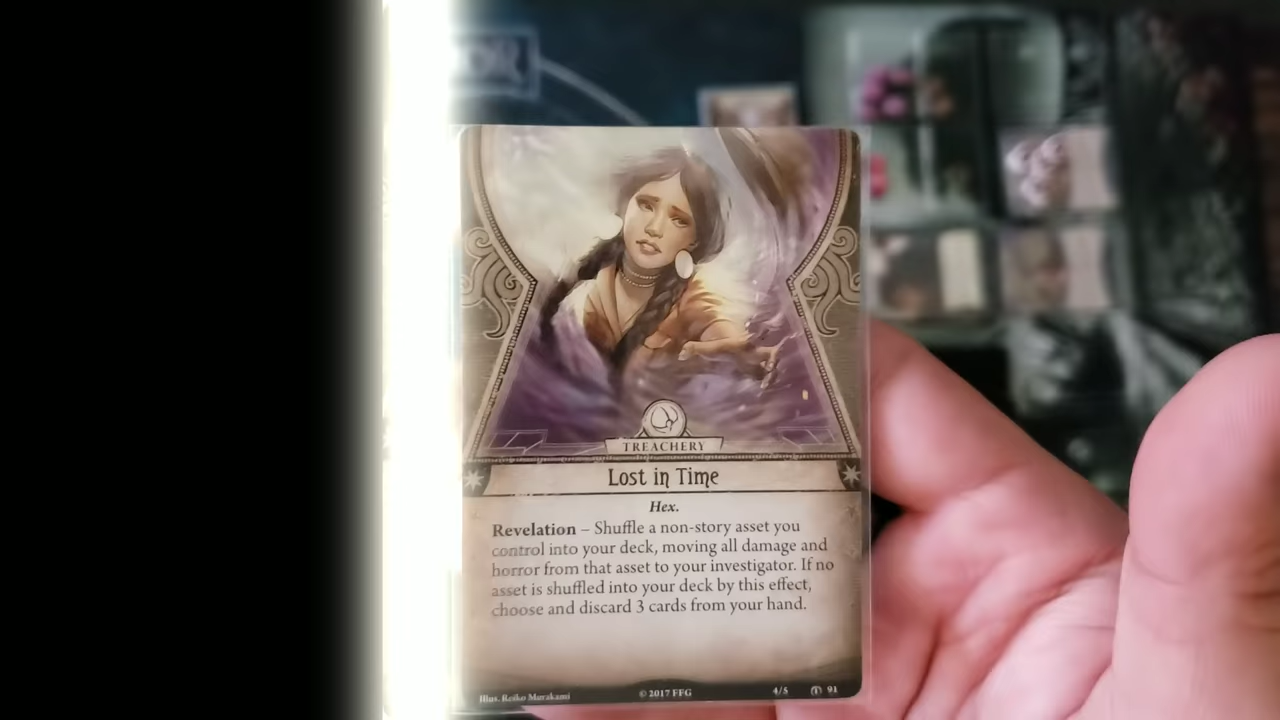 TREACHERY
Lost in Time
Hex.
Revelation – Shuffle a non-story asset you
control into your deck, moving all damage and
horror from that asset to your investigator. If no
asset is shuffled into your deck by this effect,
choose and discard 3 cards from your hand.
Illus. Reiko Murakami © 2017 FFG 4/5 91